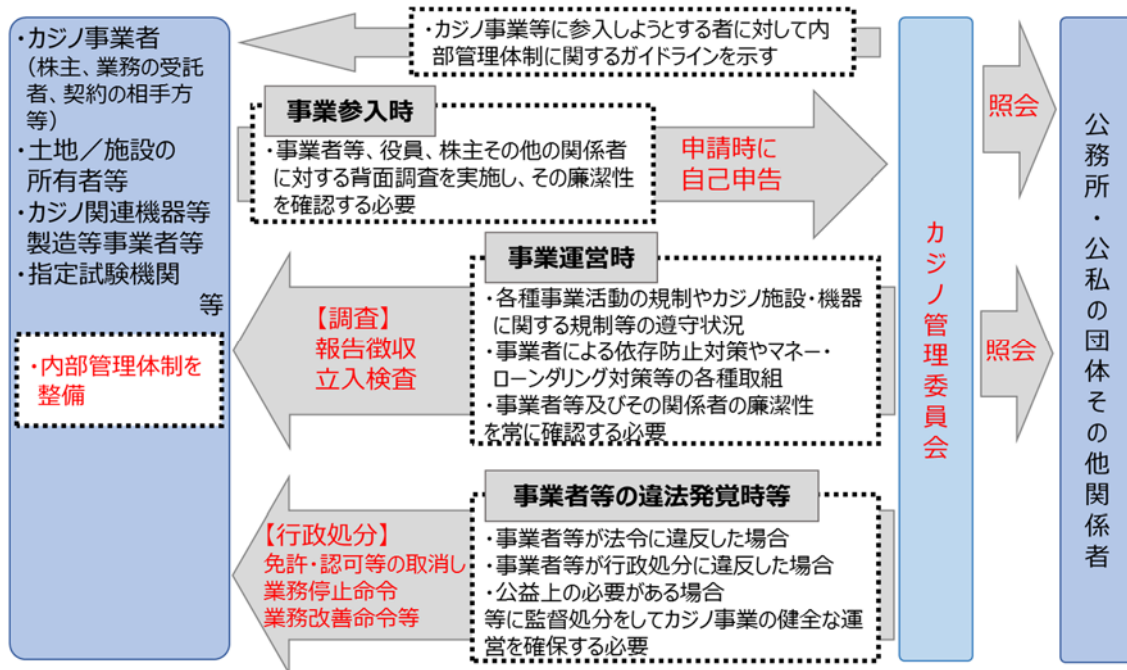 ・カジノ事業者
（株主、業務の受託
者、契約の相手方
等）
・土地／施設の
所有者等
・カジノ関連機器等
製造等事業者等
・指定試験機関
等
・内部管理体制を
整備
・カジノ事業等に参入しようとする者に対して内
部管理体制に関するガイドラインを示す
事業参入時
・事業者等、役員、株主その他の関係者
に対する背面調査を実施し、その廉潔性
を確認する必要
申請時に
自己申告
事業運営時
・各種事業活動の規制やカジノ施設・機器
に関する規制等の遵守状況
・事業者による依存防止対策やマネー・
ローンダリング対策等の各種取組
・事業者等及びその関係者の廉潔性
を常に確認する必要
【調査】
報告徴収
立入検査
事業者等の違法発覚時等
・事業者等が法令に違反した場合
・事業者等が行政処分に違反した場合
・公益上の必要がある場合
等に監督処分をしてカジノ事業の健全な運
営を確保する必要
【行政処分】
免許・認可等の取消し
業務停止命令
業務改善命令等
カジノ管理委員会
照会
照会
公務所・公私の団体その他関係者